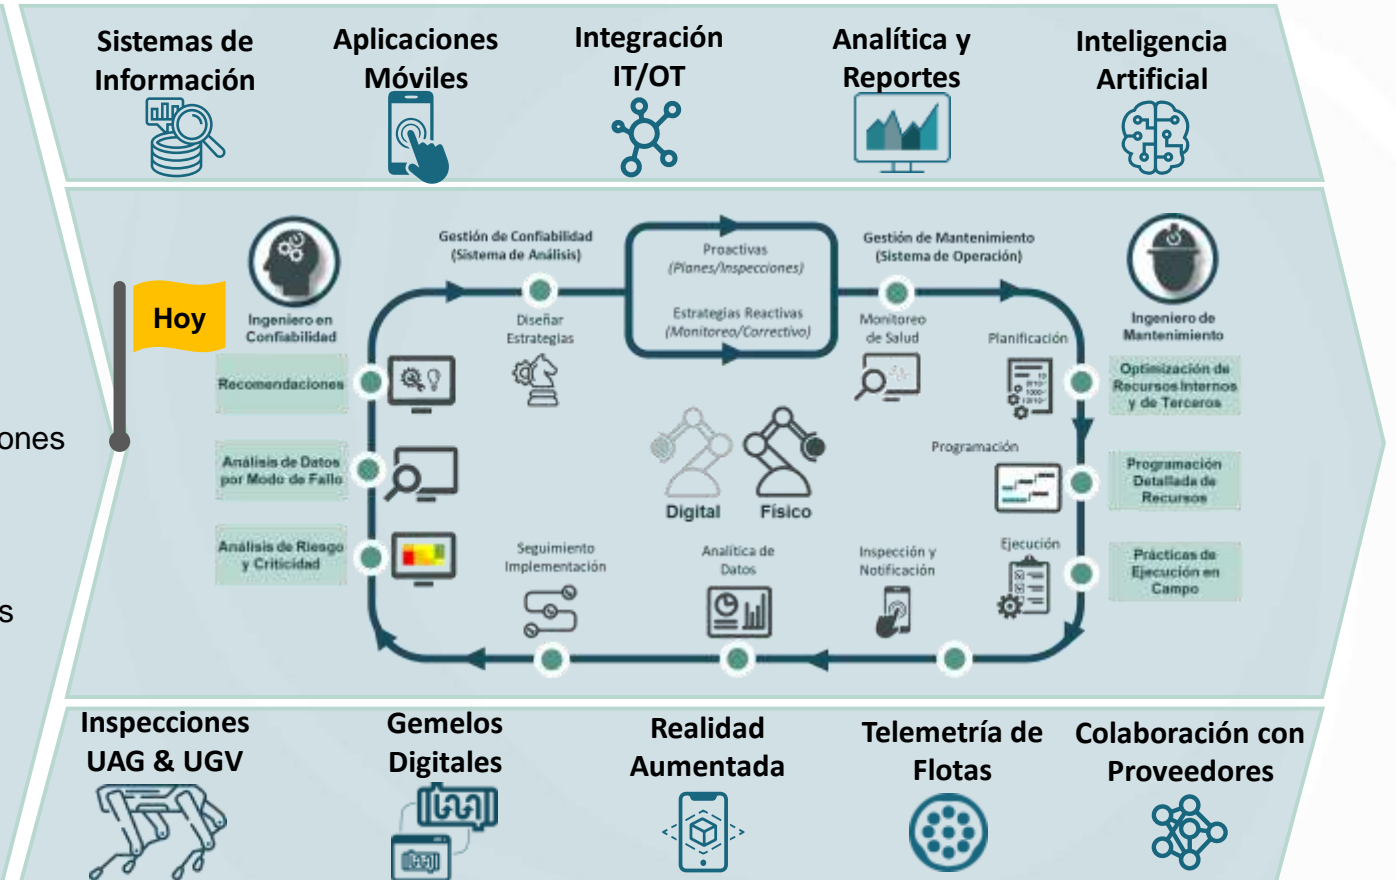 Sistemas de
Información
Aplicaciones
Móviles
Integración
IT/OT
Analítica y
Reportes
Inteligencia
Artificial
Hoy
ones
s
Ingeniero en
Confiabilidad
Recomendaciones
Análisis de Datos
por Modo de Fallo
Análisis de Riesgo
y Criticidad
Gestión de Confiabilidad
(Sistema de Análisis)
Diseñar
Estrategias
Proactivas
(Planes/Inspecciones)
Estrategias Reactivas
(Monitoreo/Correctivo)
Gestión de Mantenimiento
(Sistema de Operación)
Monitoreo
de Salud
Planificación
Programación
Ejecución
Digital
Físico
Seguimiento
Implementación
Analítica de
Datos
Inspección y
Notificación
Ingeniero de
Mantenimiento
Optimización de
Recursos Internos
y de Terceros
Programación
Detallada de
Recursos
Prácticas de
Ejecución en
Campo
Inspecciones
UAG & UGV
Gemelos
Digitales
Realidad
Aumentada
Telemetría de
Flotas
Colaboración con
Proveedores